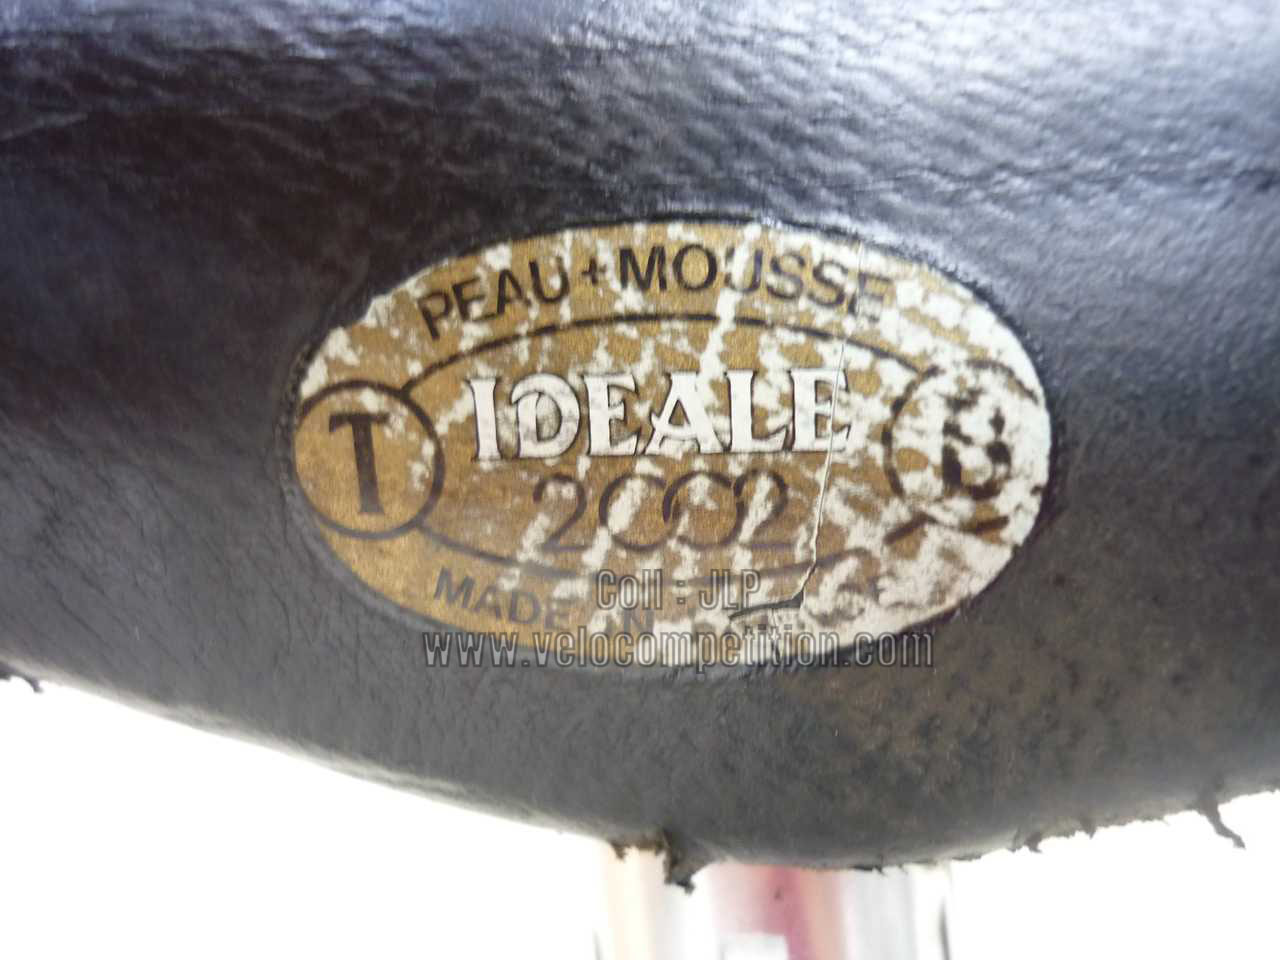 PEAU + MOUSSE
T
IDEALE
2002
B
MADE IN
Coll : JLP
www.velocompetition.com